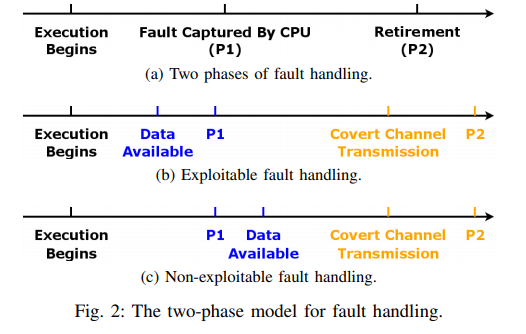 Execution Begins
Fault Captured By CPU (P1)
Retirement (P2)
(a) Two phases of fault handling.
Execution Begins
Data Available
P1
Covert Channel Transmission
P2
(b) Exploitable fault handling.
Execution Begins
P1
Data Available
Covert Channel Transmission
P2
(c) Non-exploitable fault handling.
Fig. 2: The two-phase model for fault handling.